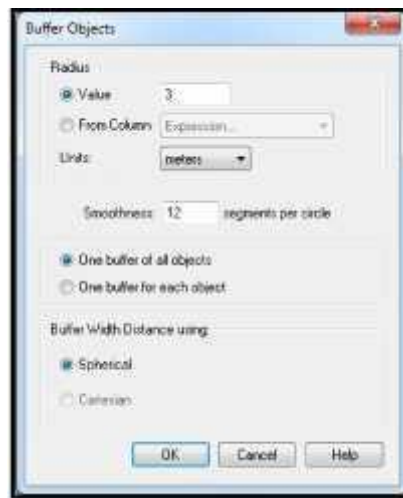 Buffer Objects
Radius
Value 3
From Column Expression...
Units: meters
Smoothness: 12 segments per circle
One buffer of all objects
One buffer for each object
Buffer Width Distance using:
Spherical
Cartesian
OK Cancel Help